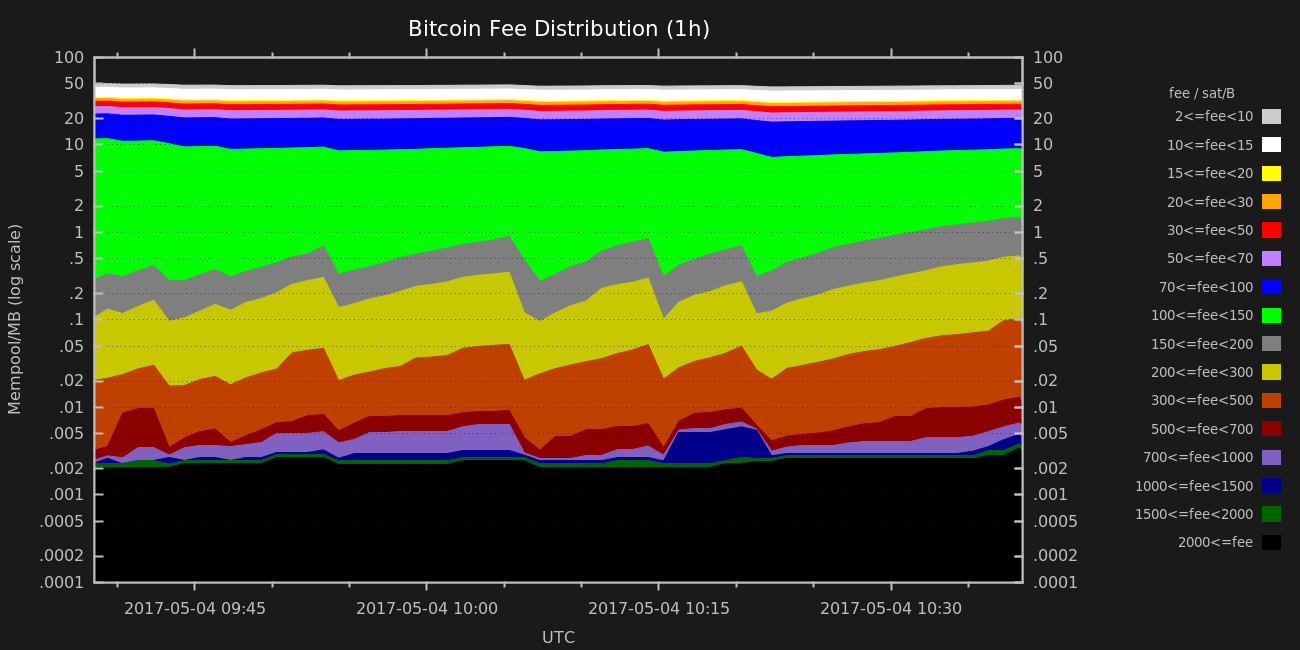 Bitcoin Fee Distribution (1h)
Mempool/MB (log scale)
100
50
20
10
5
2
1
.5
.2
.1
.05
.02
.01
.005
.002
.001
.0005
.0002
.0001
100
50
20
10
5
2
1
.5
.2
.1
.05
.02
.01
.005
.002
.001
.0005
.0002
.0001
2017-05-04 09:45
2017-05-04 10:00
2017-05-04 10:15
2017-05-04 10:30
UTC
fee / sat/B
2<=fee<10
10<=fee<15
15<=fee<20
20<=fee<30
30<=fee<50
50<=fee<70
70<=fee<100
100<=fee<150
150<=fee<200
200<=fee<300
300<=fee<500
500<=fee<700
700<=fee<1000
1000<=fee<1500
1500<=fee<2000
2000<=fee